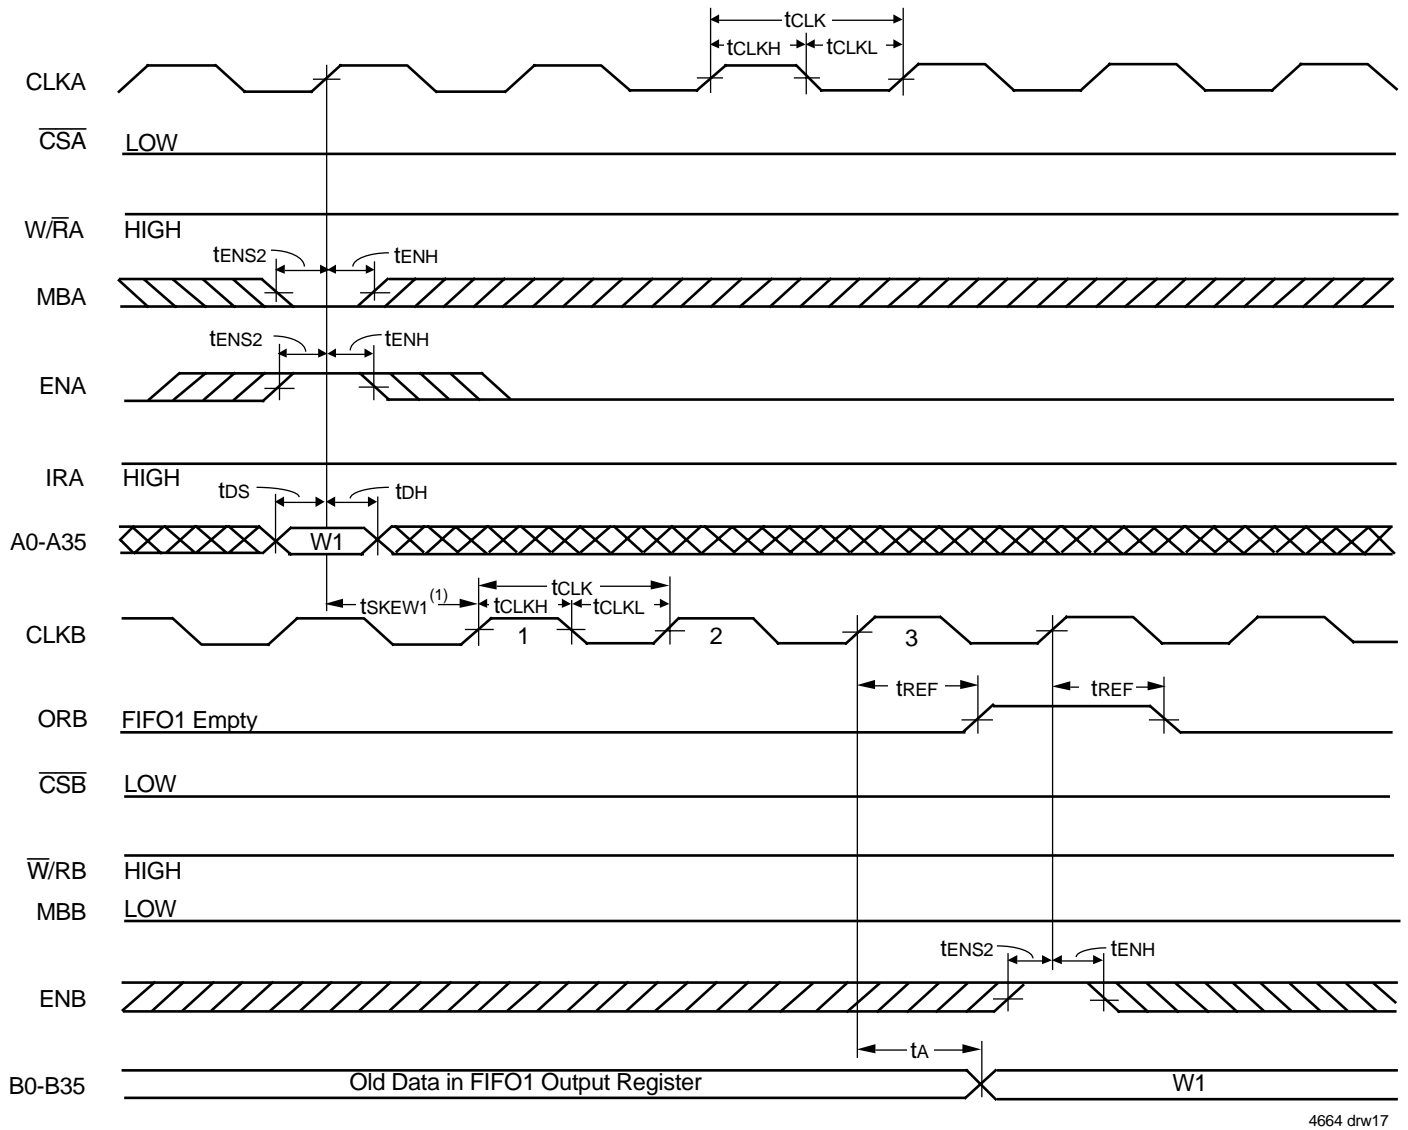 tCLK
tCLKH tCLKL
CLKA
CSA LOW
W/RA HIGH
tENS2 tENH
MBA
tENS2 tENH
ENA
IRA HIGH
tDS tDH
A0-A35 W1
tSKEW1(1) tCLK
tCLKH tCLKL
CLKB 1 2 3
tREF tREF
ORB FIFO1 Empty
CSB LOW
W/RB HIGH
MBB LOW
tENS2 tENH
ENB
tA
B0-B35 Old Data in FIFO1 Output Register W1
4664 drw17